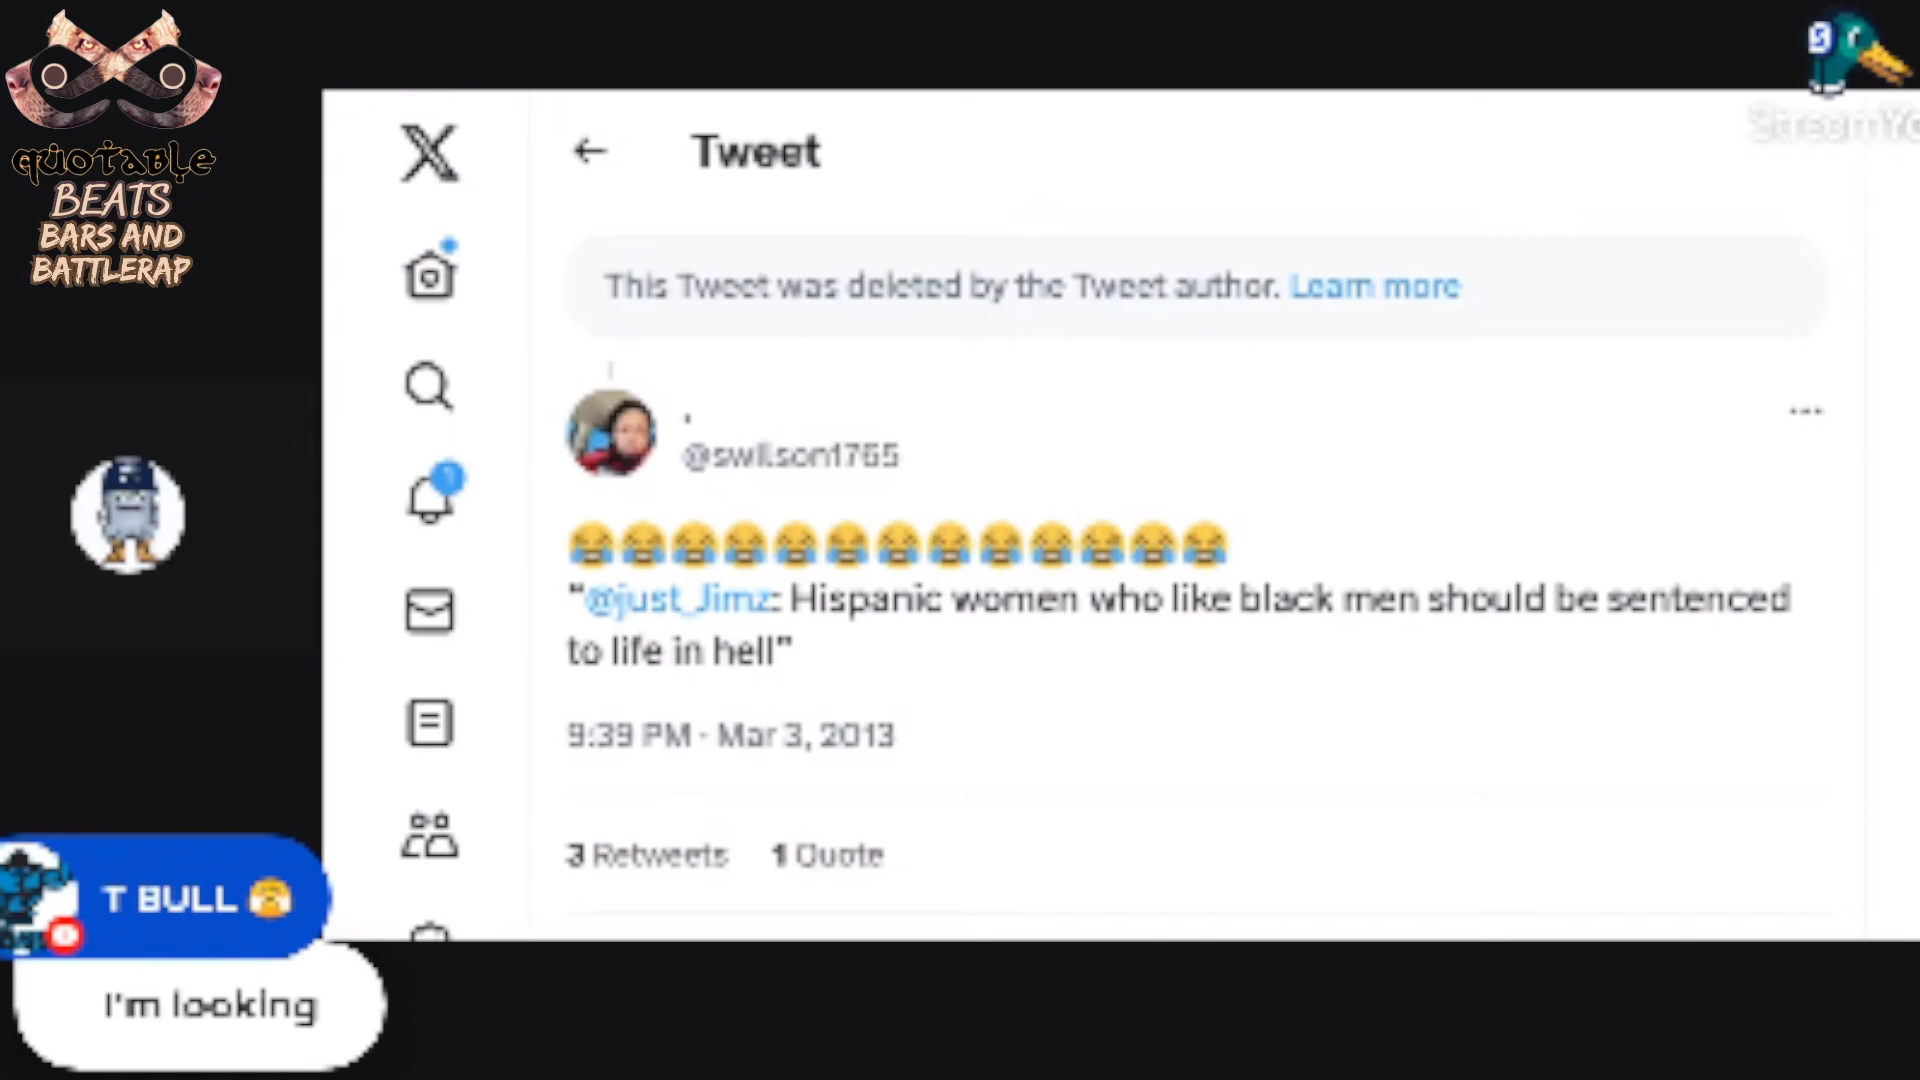 QUOTABLE
BEATS
BARS AND
BATTLERAP
Tweet
This Tweet was deleted by the Tweet author. Learn more
.
@swilson1765
😂😂😂😂😂😂😂😂😂😂😂😂😂
"@just_Jimz: Hispanic women who like black men should be sentenced
to life in hell"
9:39 PM · Mar 3, 2013
3 Retweets 1 Quote
T BULL
I'm looking
1
S